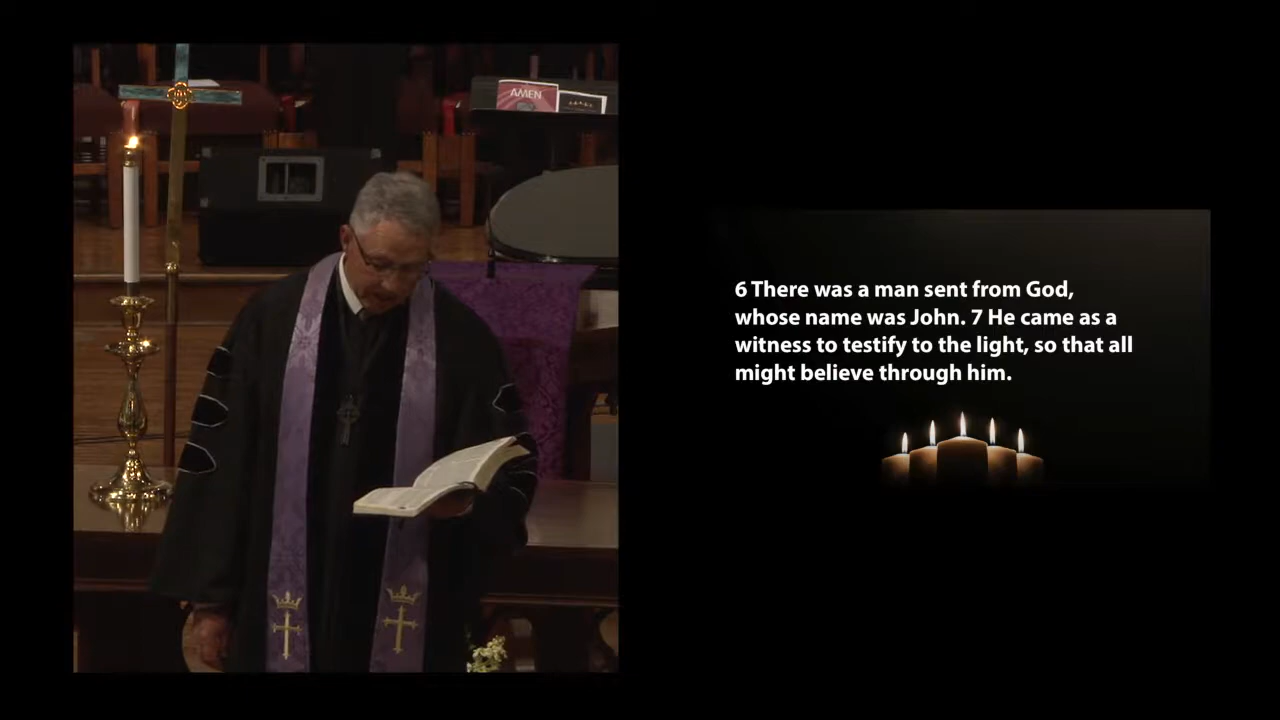 AMEN
6 There was a man sent from God,
whose name was John. 7 He came as a
witness to testify to the light, so that all
might believe through him.